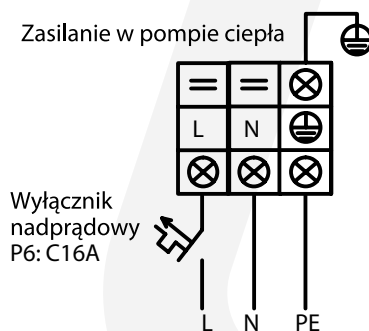 Zasilanie w pompie ciepła
L N
Wyłącznik
nadprądowy
P6: C16A
L N PE